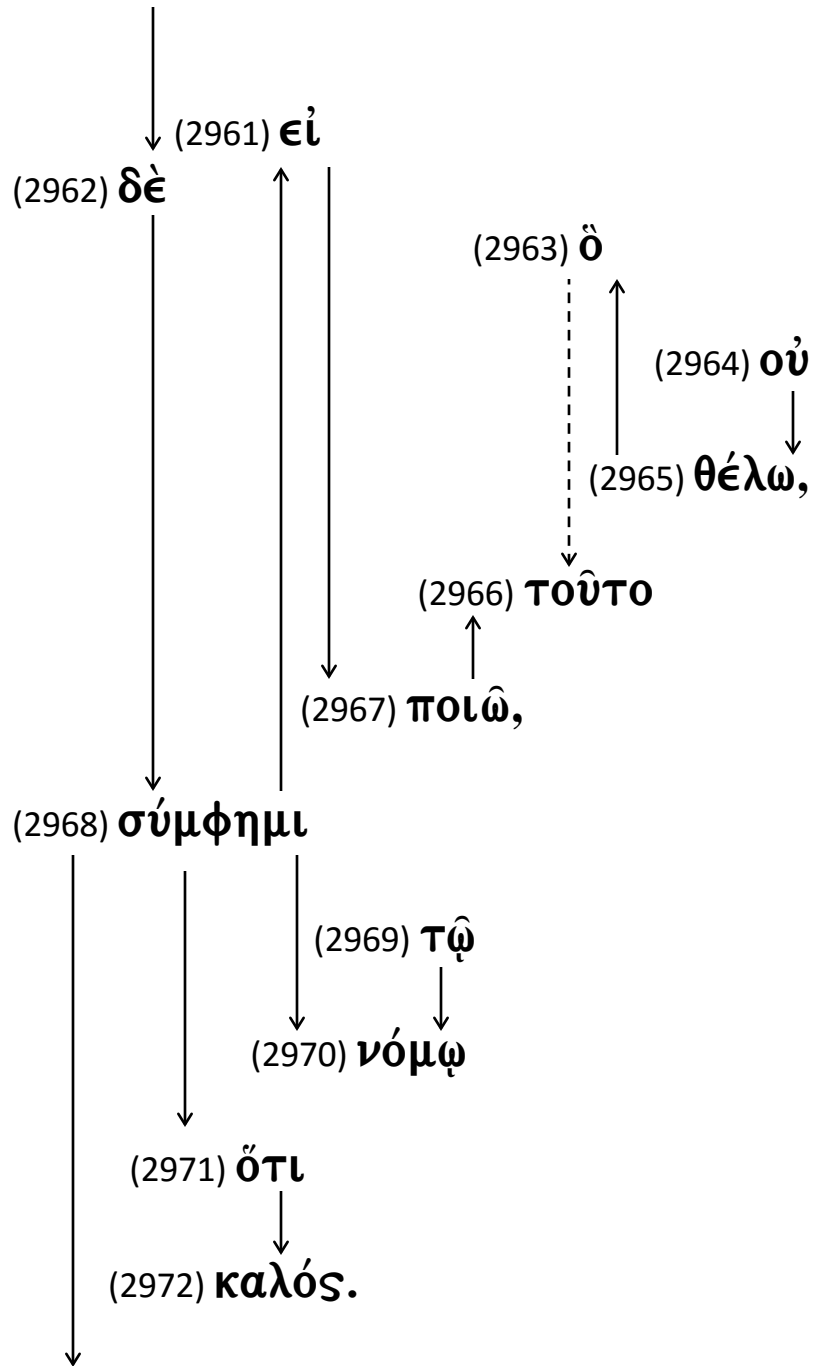 (2961) εἰ
(2962) δὲ
(2963) ὃ
(2964) οὐ
(2965) θέλω,
(2966) τοῦτο
(2967) ποιῶ,
(2968) σύμφημι
(2969) τῷ
(2970) νόμῳ
(2971) ὅτι
(2972) καλός.